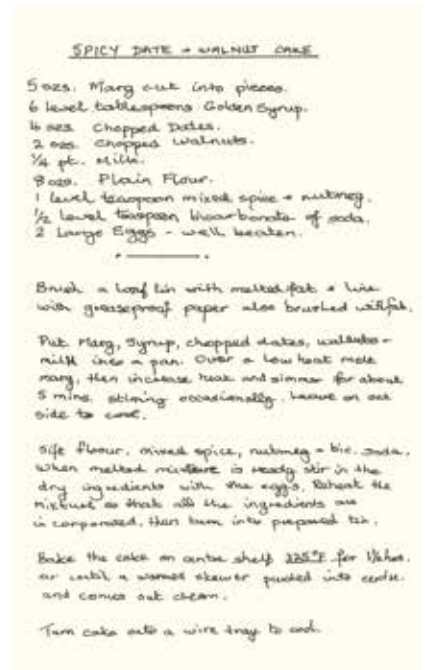 SPICY DATE + WALNUT CAKE
5 ozs. Marg cut into pieces.
6 level tablespoons Golden Syrup.
4 ozs Chopped Dates.
2 ozs Chopped Walnuts.
1/4 pt. Milk.
8 ozs. Plain Flour.
1 level teaspoon mixed spice + nutmeg.
1/2 level teaspoon bicarbonate of soda.
2 Large Eggs - well beaten.
Brush a loaf tin with melted fat + line
with greaseproof paper also brushed with fat.
Put Marg, Syrup, chopped dates, walnuts +
milk into a pan. Over a low heat melt
marg, then increase heat and simmer for about
5 mins, stirring occasionally. Leave on one
side to cool.
Sift flour, mixed spice, nutmeg + bic. soda.
When melted mixture is ready stir in the
dry ingredients with the eggs. the
mixture so that all the ingredients are
incorporated, then turn into prepared tin.
Bake the cake on centre shelf 325°F for hrs.
or until a warmed skewer pushed into centre
and comes out clean.
Turn cake onto a wire tray to cool.